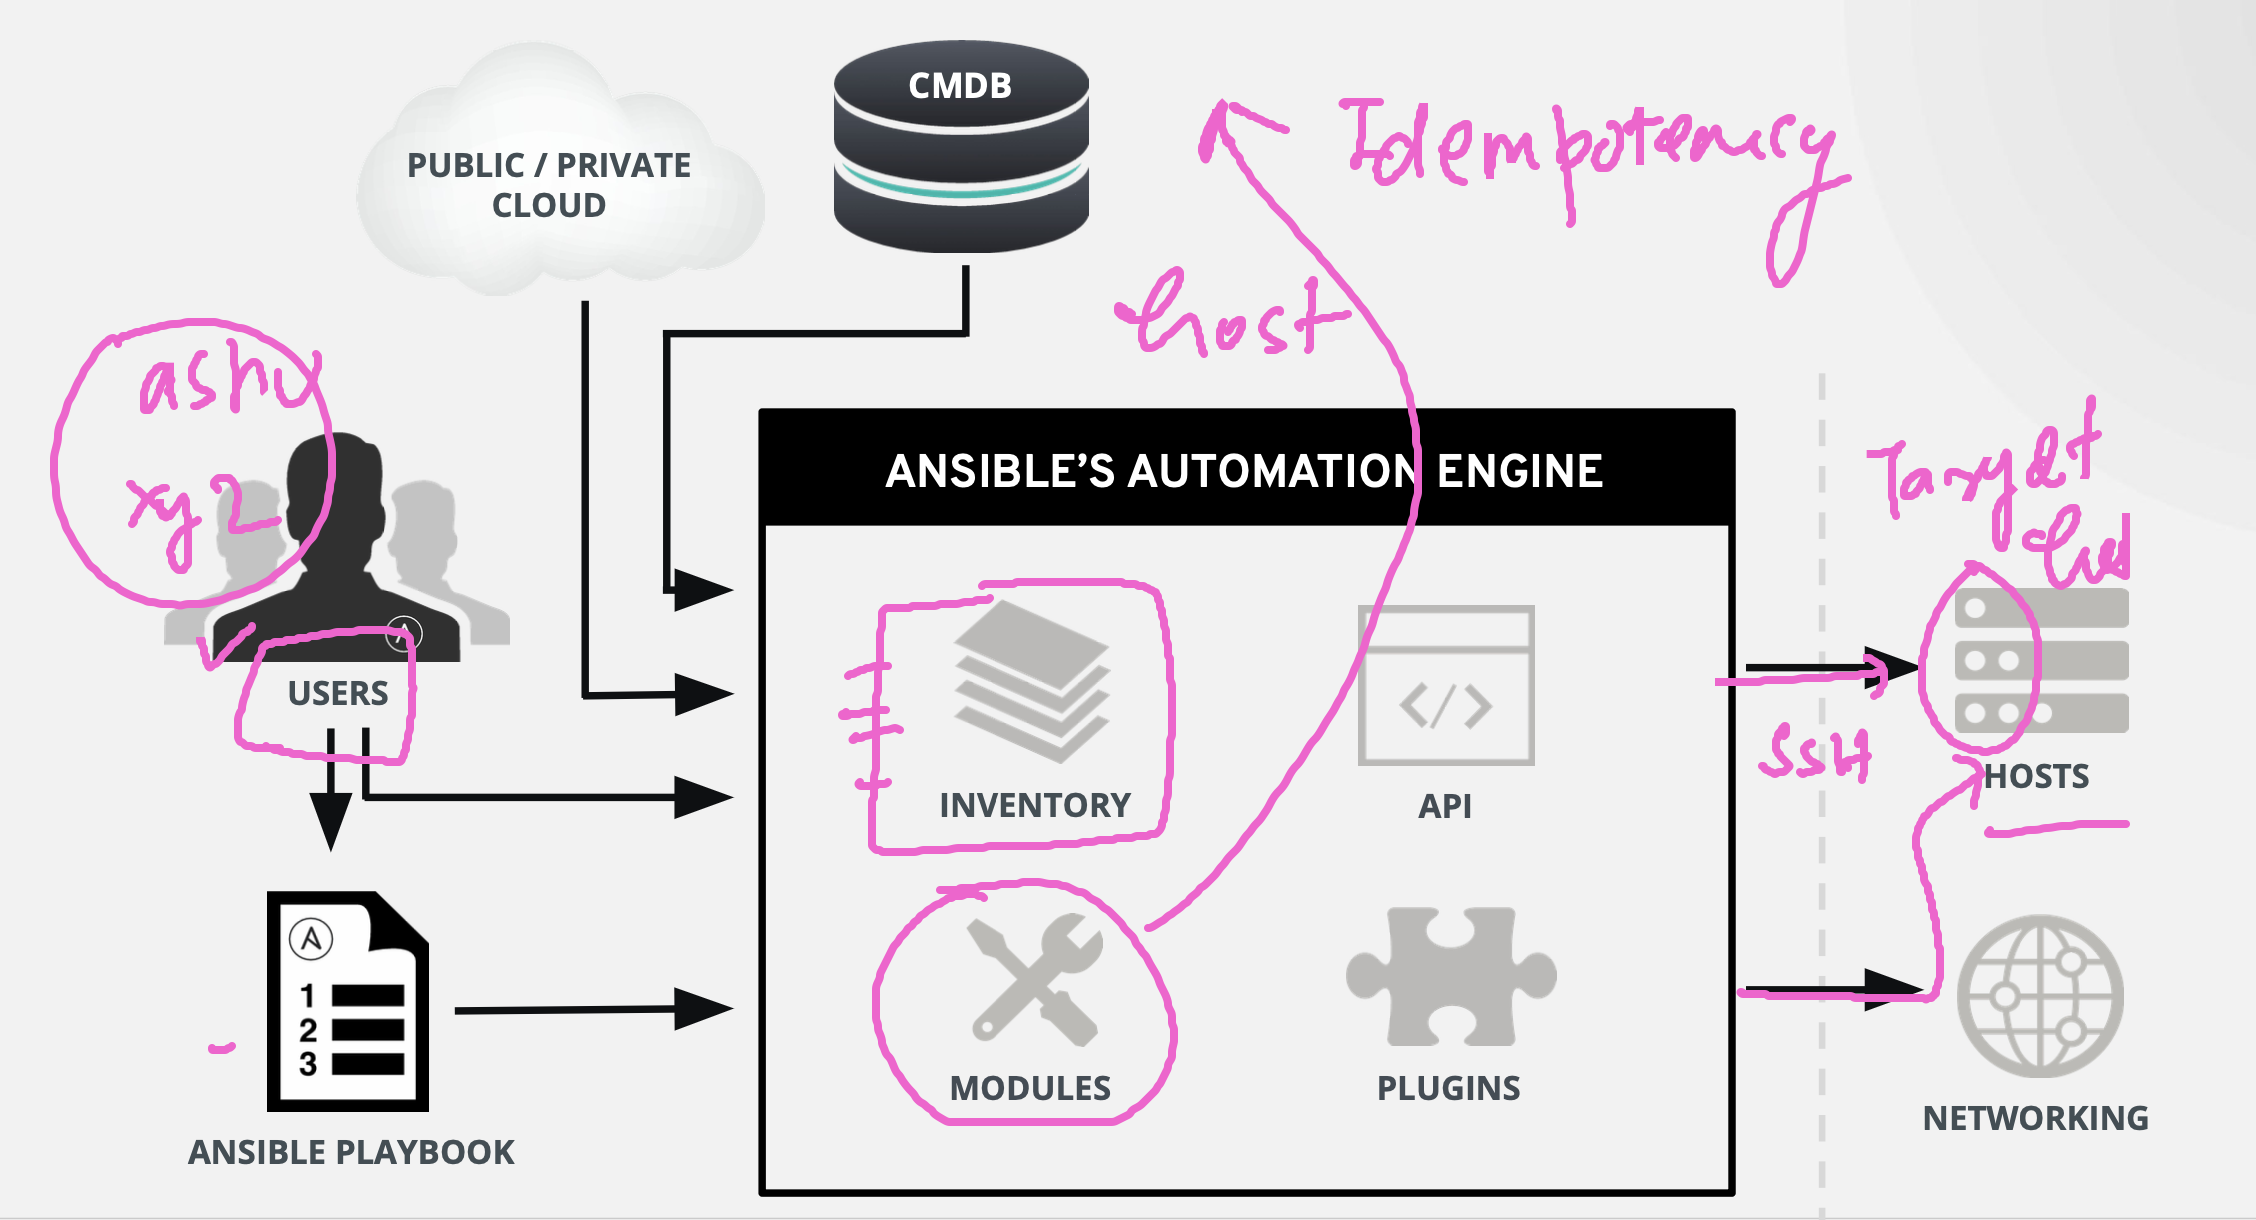 CMDB
PUBLIC / PRIVATE
CLOUD
Idempotency
host
ashu
xyz
ANSIBLE'S AUTOMATION ENGINE
Target
USERS
INVENTORY
API
SSH
HOSTS
1
2
3
MODULES
PLUGINS
NETWORKING
ANSIBLE PLAYBOOK